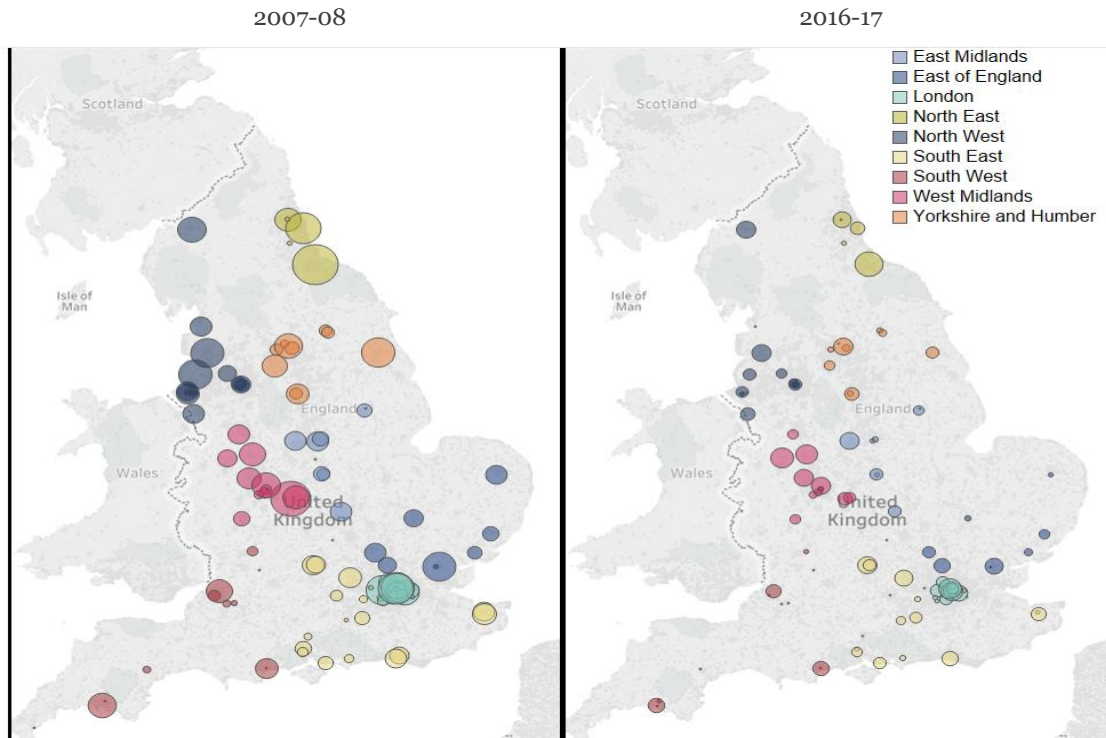 2007-08
2016-17
Scotland
Isle of
Man
England
Wales
United
Kingdom
Scotland
Isle of
Man
England
Wales
United
Kingdom
East Midlands
East of England
London
North East
North West
South East
South West
West Midlands
Yorkshire and Humber